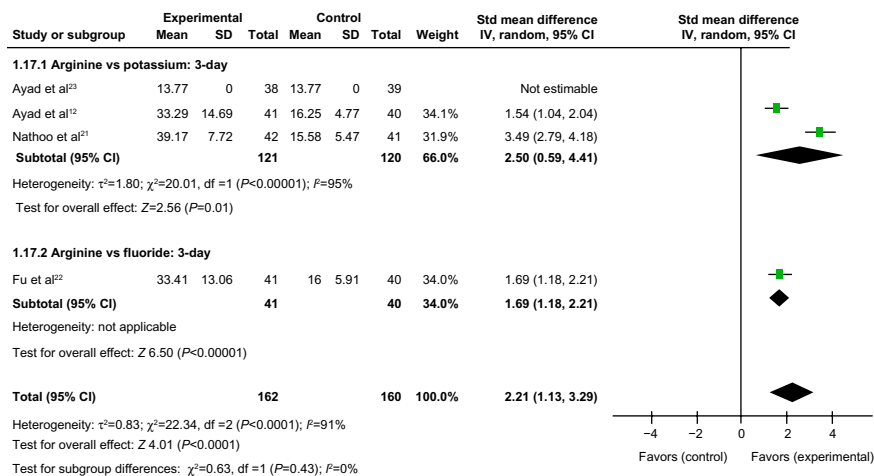 Experimental Control Std mean difference Std mean difference
Study or subgroup Mean SD Total Mean SD Total Weight IV, random, 95% CI IV, random, 95% CI
1.17.1 Arginine vs potassium: 3-day
Ayad et al²³ 13.77 0 38 13.77 0 39 Not estimable
Ayad et al¹² 33.29 14.69 41 16.25 4.77 40 34.1% 1.54 (1.04, 2.04)
Nathoo et al²¹ 39.17 7.72 42 15.58 5.47 41 31.9% 3.49 (2.79, 4.18)
Subtotal (95% CI) 121 120 66.0% 2.50 (0.59, 4.41)
Heterogeneity: τ²=1.80; χ²=20.01, df =1 (P<0.00001); I²=95%
Test for overall effect: Z=2.56 (P=0.01)
1.17.2 Arginine vs fluoride: 3-day
Fu et al²² 33.41 13.06 41 16 5.91 40 34.0% 1.69 (1.18, 2.21)
Subtotal (95% CI) 41 40 34.0% 1.69 (1.18, 2.21)
Heterogeneity: not applicable
Test for overall effect: Z 6.50 (P<0.00001)
Total (95% CI) 162 160 100.0% 2.21 (1.13, 3.29)
Heterogeneity: τ²=0.83; χ²=22.34, df =2 (P<0.0001); I²=91%
Test for overall effect: Z 4.01 (P<0.0001)
Test for subgroup differences: χ²=0.63, df =1 (P=0.43); I²=0%
−4 −2 0 2 4
Favors (control) Favors (experimental)